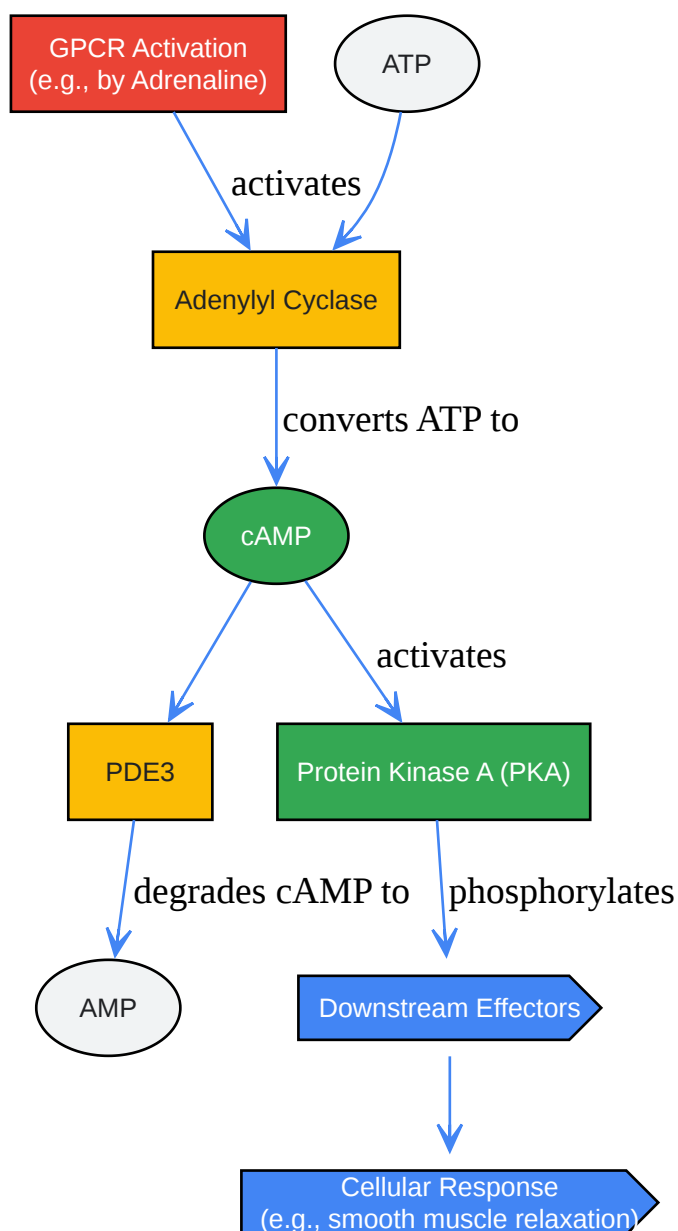 GPCR Activation
(e.g., by Adrenaline)
ATP
activates
Adenylyl Cyclase
converts ATP to
cAMP
activates
PDE3
Protein Kinase A (PKA)
degrades cAMP to
phosphorylates
AMP
Downstream Effectors
Cellular Response
(e.g., smooth muscle relaxation)